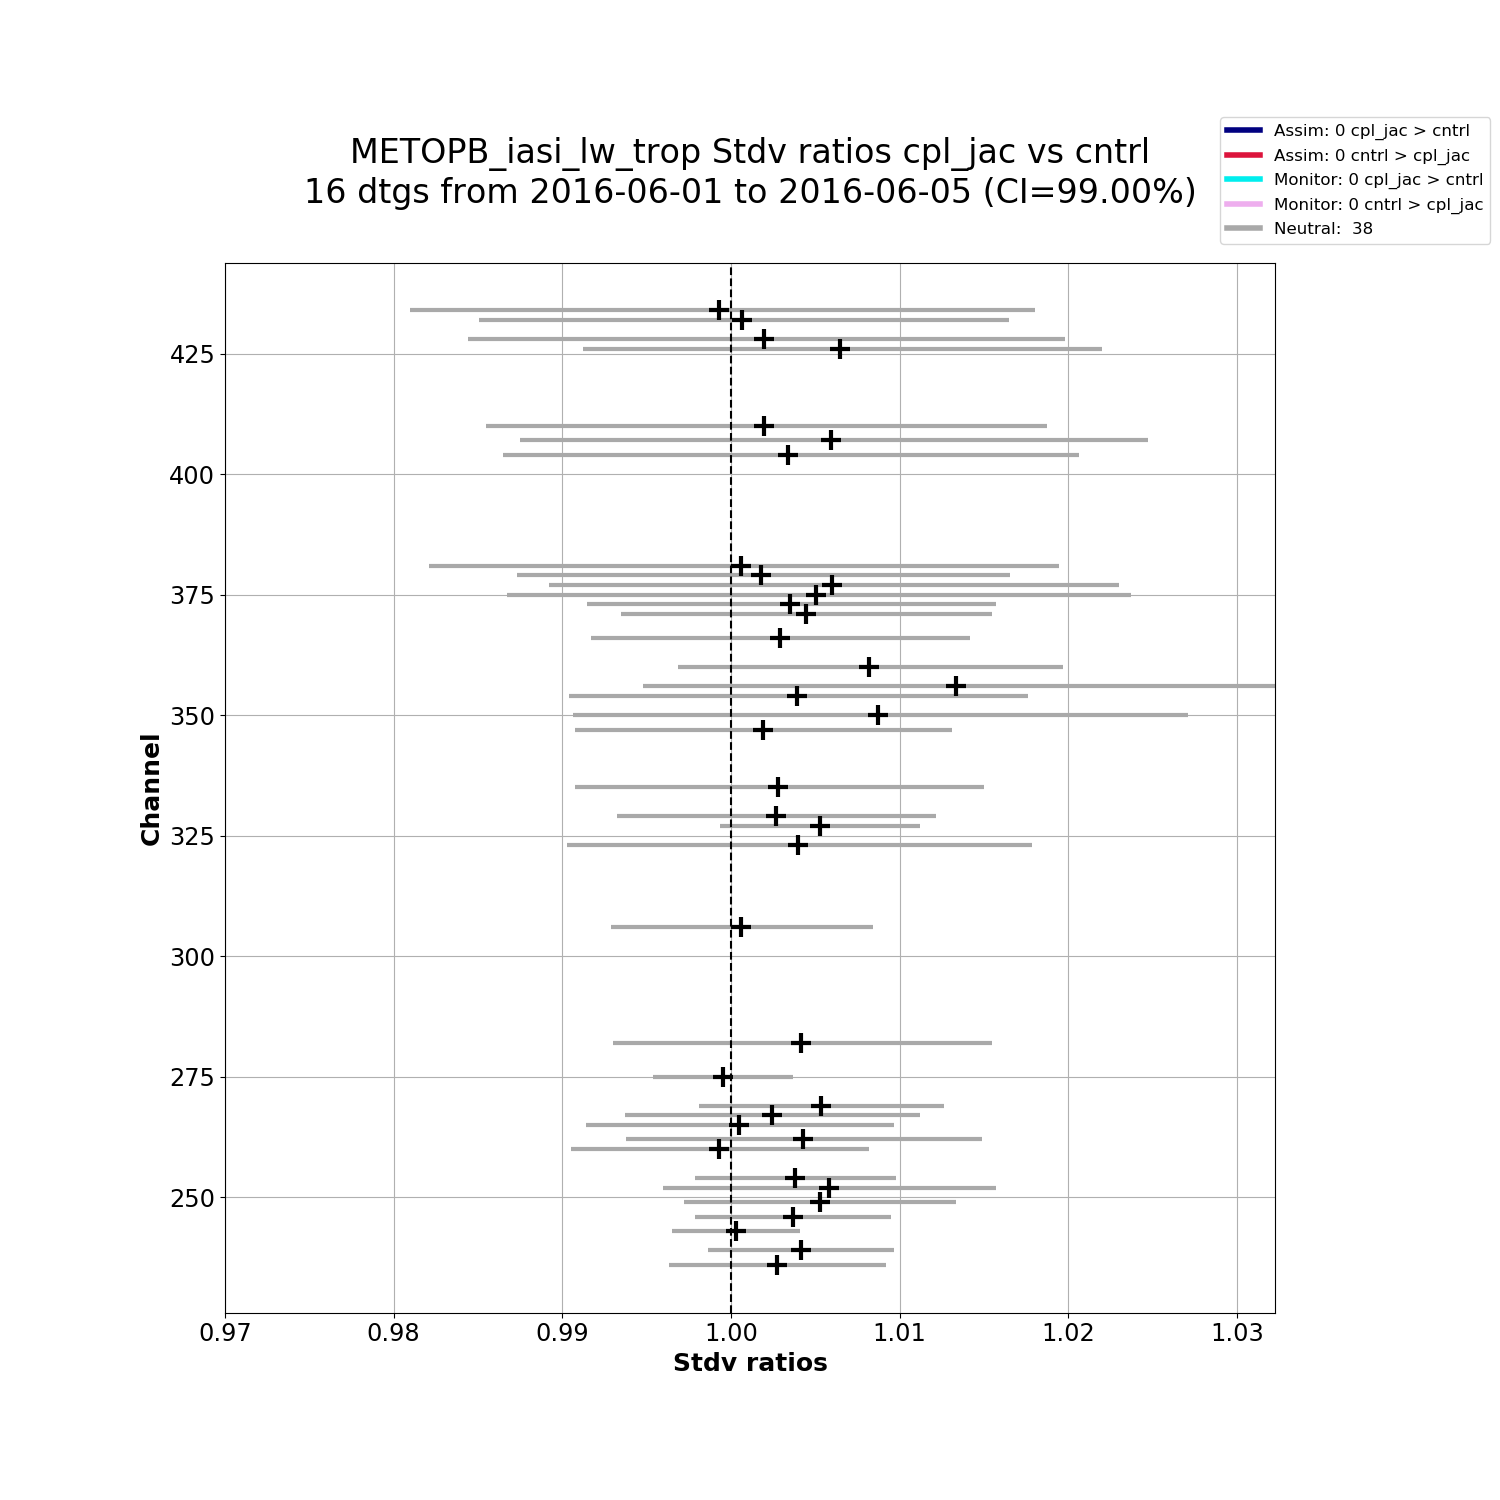 METOPB_iasi_lw_trop Stdv ratios cpl_jac vs cntrl
16 dtgs from 2016-06-01 to 2016-06-05 (CI=99.00%)
Assim: 0 cpl_jac > cntrl
Assim: 0 cntrl > cpl_jac
Monitor: 0 cpl_jac > cntrl
Monitor: 0 cntrl > cpl_jac
Neutral:  38
425
400
375
350
325
300
275
250
Channel
0.97 0.98 0.99 1.00 1.01 1.02 1.03
Stdv ratios